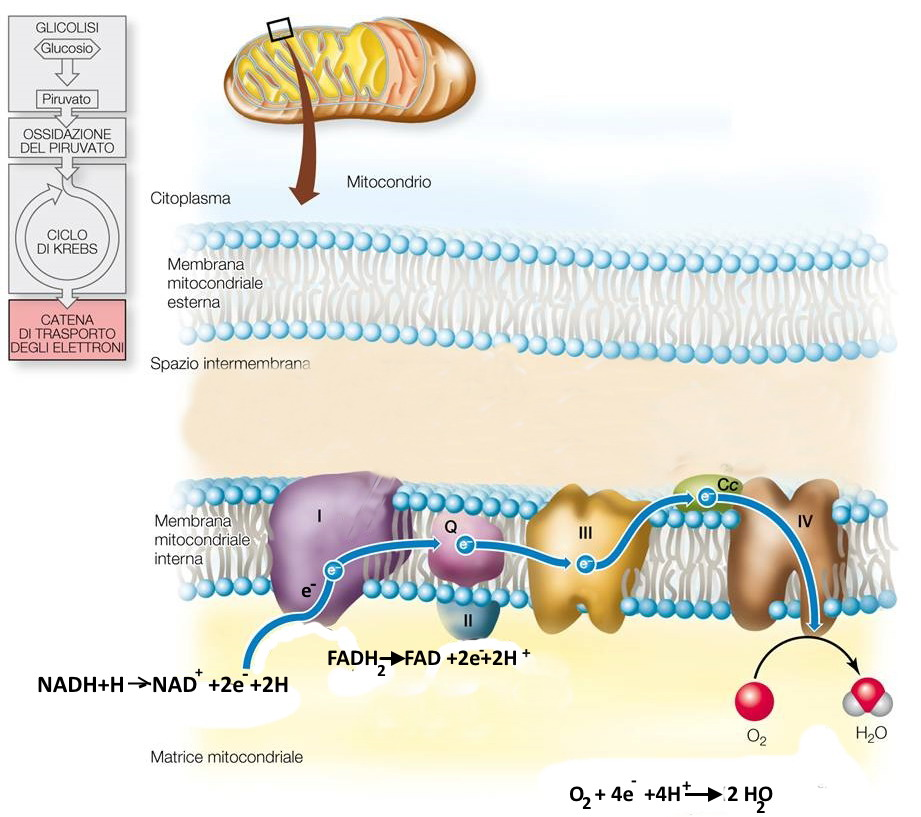 GLICOLISI
Glucosio
Piruvato
OSSIDAZIONE
DEL PIRUVATO
CICLO
DI KREBS
CATENA
DI TRASPORTO
DEGLI ELETTRONI
Mitocondrio
Citoplasma
Membrana
mitocondriale
esterna
Spazio intermembrana
Membrana
mitocondriale
interna
I
e-
e-
Q
e-
II
III
e-
Cc
e-
IV
FADH2→FAD +2e-+2H+
NADH+H→NAD+ +2e-+2H
O2
H2O
Matrice mitocondriale
O2 + 4e- +4H+→2 H2O